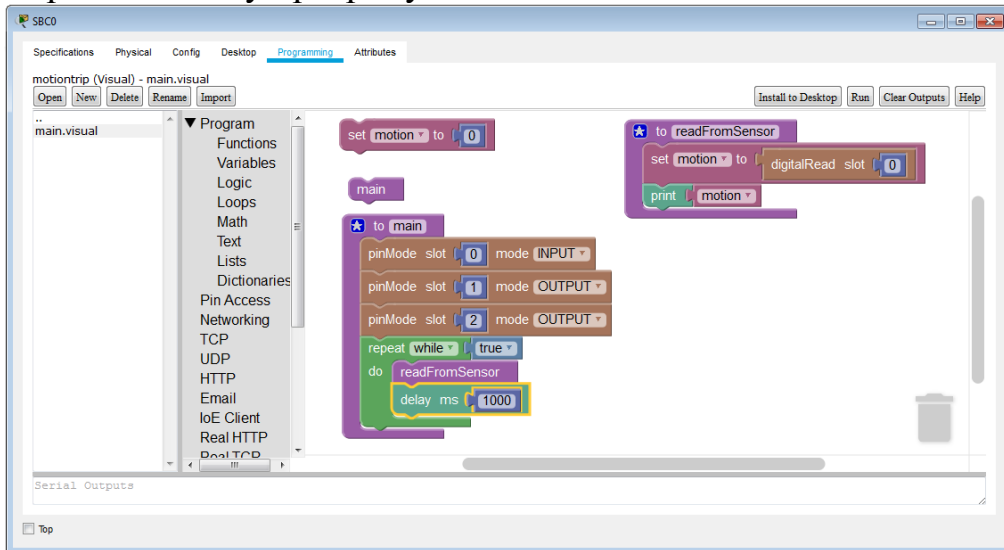 SBC0
Specifications Physical Config Desktop Programming Attributes
motiontrip (Visual) - main.visual
Open New Delete Rename Import Install to Desktop Run Clear Outputs Help
..
main.visual
Program
Functions
Variables
Logic
Loops
Math
Text
Lists
Dictionaries
Pin Access
Networking
TCP
UDP
HTTP
Email
IoE Client
Real HTTP
Real TCP
set motion to 0
main
to main
pinMode slot 0 mode INPUT
pinMode slot 1 mode OUTPUT
pinMode slot 2 mode OUTPUT
repeat while true
do readFromSensor
delay ms 1000
to readFromSensor
set motion to digitalRead slot 0
print motion
Serial Outputs
Top